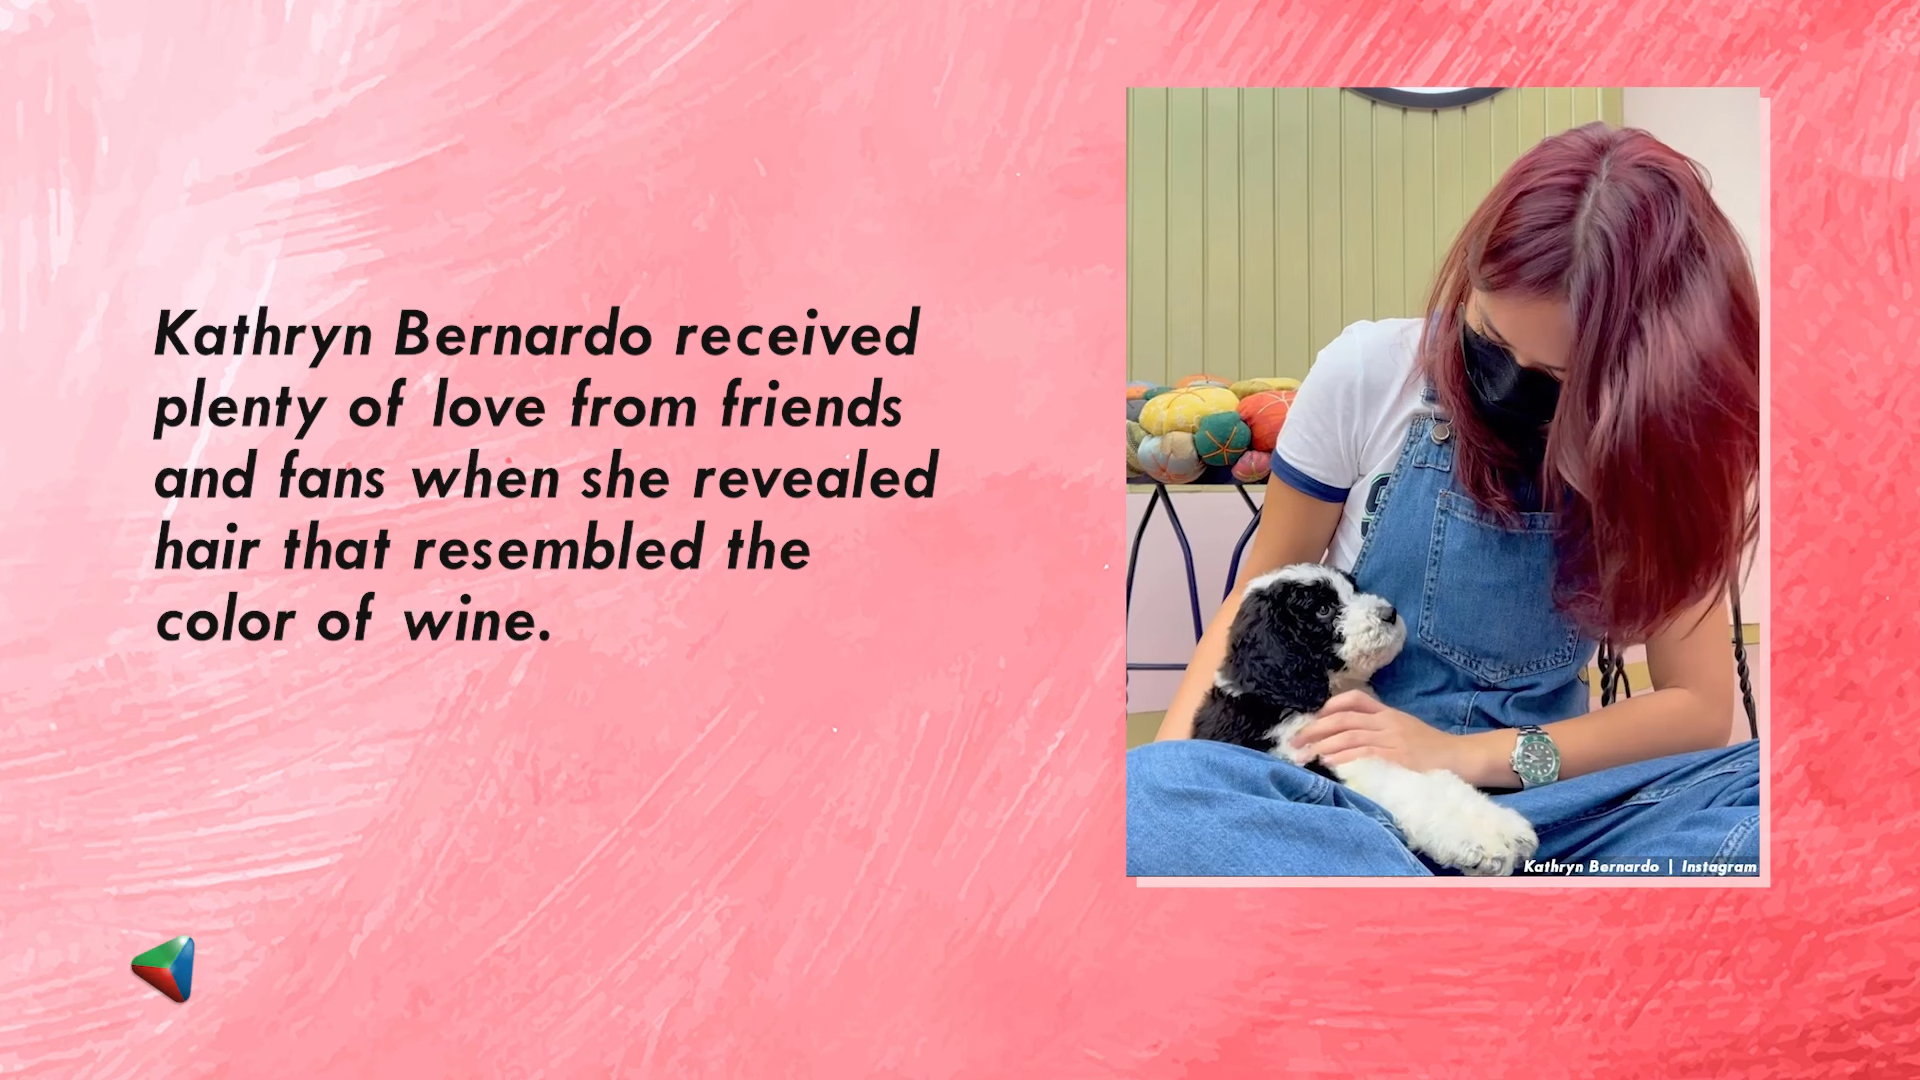 Kathryn Bernardo received
plenty of love from friends
and fans when she revealed
hair that resembled the
color of wine.
Kathryn Bernardo | Instagram